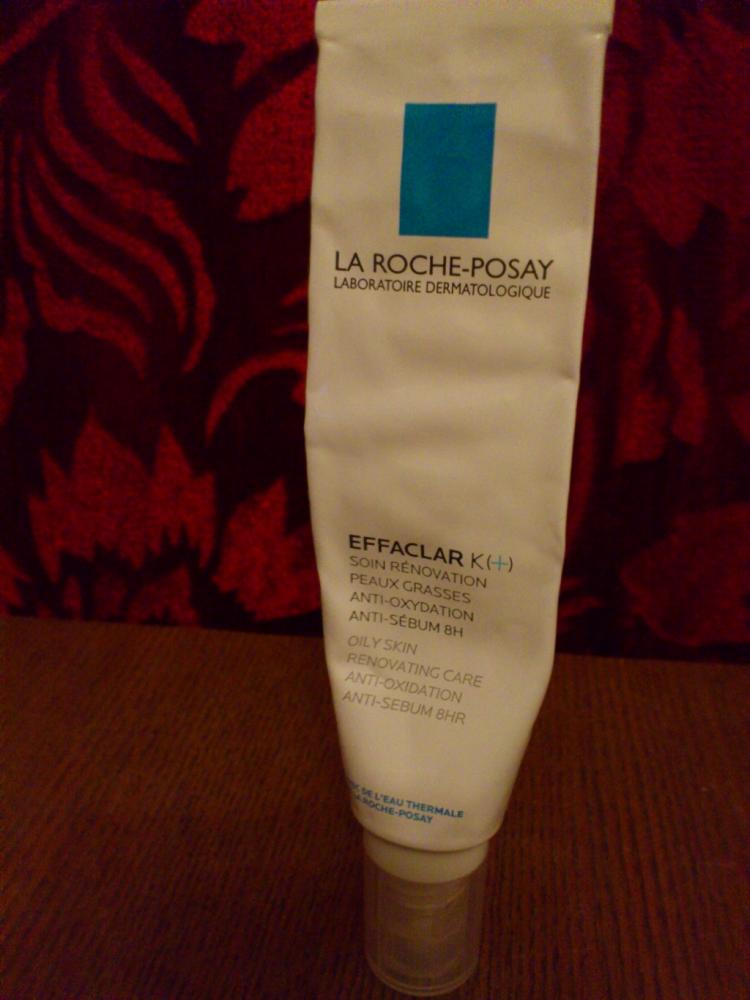 LA ROCHE-POSAY
LABORATOIRE DERMATOLOGIQUE
EFFACLAR K(+)
SOIN RÉNOVATION
PEAUX GRASSES
ANTI-OXYDATION
ANTI-SÉBUM 8H
OILY SKIN
RENOVATING CARE
ANTI-OXIDATION
ANTI-SEBUM 8HR
DE L'EAU THERMALE
LA ROCHE-POSAY